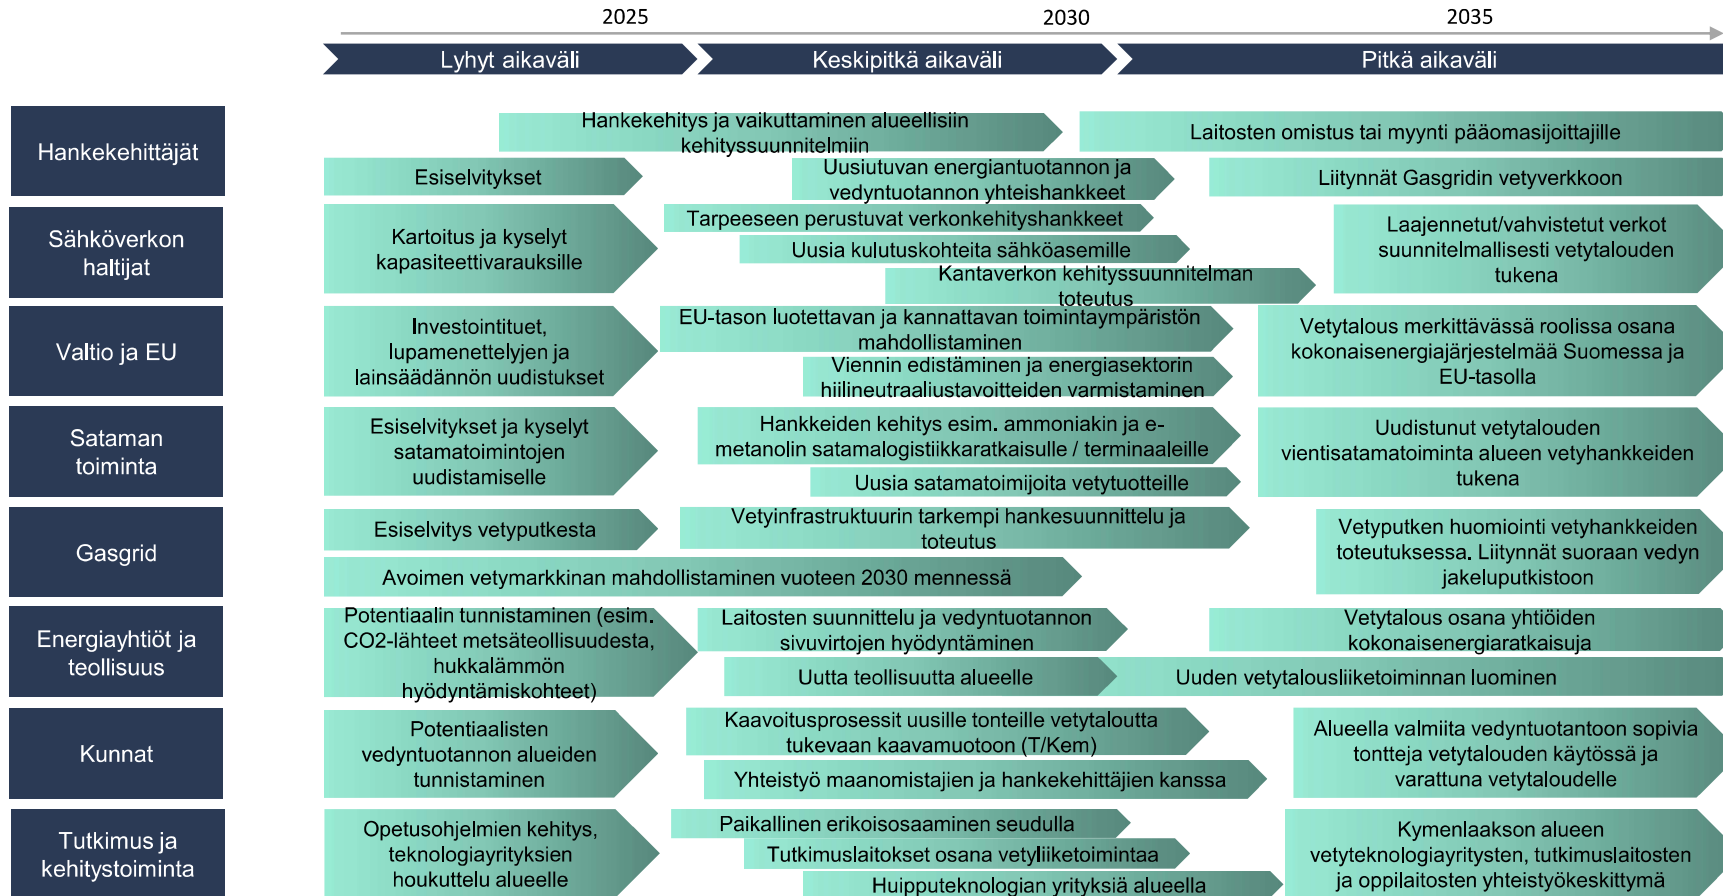 2025
2030
2035
Lyhyt aikaväli
Keskipitkä aikaväli
Pitkä aikaväli
Hankekehittäjät
Hankekehitys ja vaikuttaminen alueellisiin
kehityssuunnitelmiin
Laitosten omistus tai myynti pääomasijoittajille
Esiselvitykset
Uusiutuvan energiantuotannon ja
vedyntuotannon yhteishankkeet
Liitynnät Gasgridin vetyverkkoon
Sähköverkon
haltijat
Kartoitus ja kyselyt
kapasiteettivarauksille
Tarpeeseen perustuvat verkonkehityshankkeet
Uusia kulutuskohteita sähköasemille
Kantaverkon kehityssuunnitelman
toteutus
Laajennetut/vahvistetut verkot
suunnitelmallisesti vetytalouden
tukena
Valtio ja EU
Investointituet,
lupamenettelyjen ja
lainsäädännön uudistukset
EU-tason luotettavan ja kannattavan toimintaympäristön
mahdollistaminen
Viennin edistäminen ja energiasektorin
hiilineutraaliustavoitteiden varmistaminen
Vetytalous merkittävässä roolissa osana
kokonaisenergiajärjestelmää Suomessa ja
EU-tasolla
Sataman
toiminta
Esiselvitykset ja kyselyt
satamatoimintojen
uudistamiselle
Hankkeiden kehitys esim. ammoniakin ja e-
metanolin satamalogistiikkaratkaisulle / terminaaleille
Uusia satamatoimijoita vetytuotteille
Uudistunut vetytalouden
vientisatamatoiminta alueen vetyhankkeiden
tukena
Gasgrid
Esiselvitys vetyputkesta
Vetyinfrastruktuurin tarkempi hankesuunnittelu ja
toteutus
Avoimen vetymarkkinan mahdollistaminen vuoteen 2030 mennessä
Vetyputken huomiointi vetyhankkeiden
toteutuksessa. Liitynnät suoraan vedyn
jakeluputkistoon
Energiayhtiöt ja
teollisuus
Potentiaalin tunnistaminen (esim.
CO2-lähteet metsäteollisuudesta,
hukkalämmön
hyödyntämiskohteet)
Laitosten suunnittelu ja vedyntuotannon
sivuvirtojen hyödyntäminen
Uutta teollisuutta alueelle
Vetytalous osana yhtiöiden
kokonaisenergiaratkaisuja
Uuden vetytalousliiketoiminnan luominen
Kunnat
Potentiaalisten
vedyntuotannon alueiden
tunnistaminen
Kaavoitusprosessit uusille tonteille vetytaloutta
tukevaan kaavamuotoon (T/Kem)
Yhteistyö maanomistajien ja hankekehittäjien kanssa
Alueella valmiita vedyntuotantoon sopivia
tontteja vetytalouden käytössä ja
varattuna vetytaloudelle
Tutkimus ja
kehitystoiminta
Opetusohjelmien kehitys,
teknologiayrityksien
houkuttelu alueelle
Paikallinen erikoisosaaminen seudulla
Tutkimuslaitokset osana vetyliiketoimintaa
Huipputeknologian yrityksiä alueella
Kymenlaakson alueen
vetyteknologiayritysten, tutkimuslaitosten
ja oppilaitosten yhteistyökeskittymä